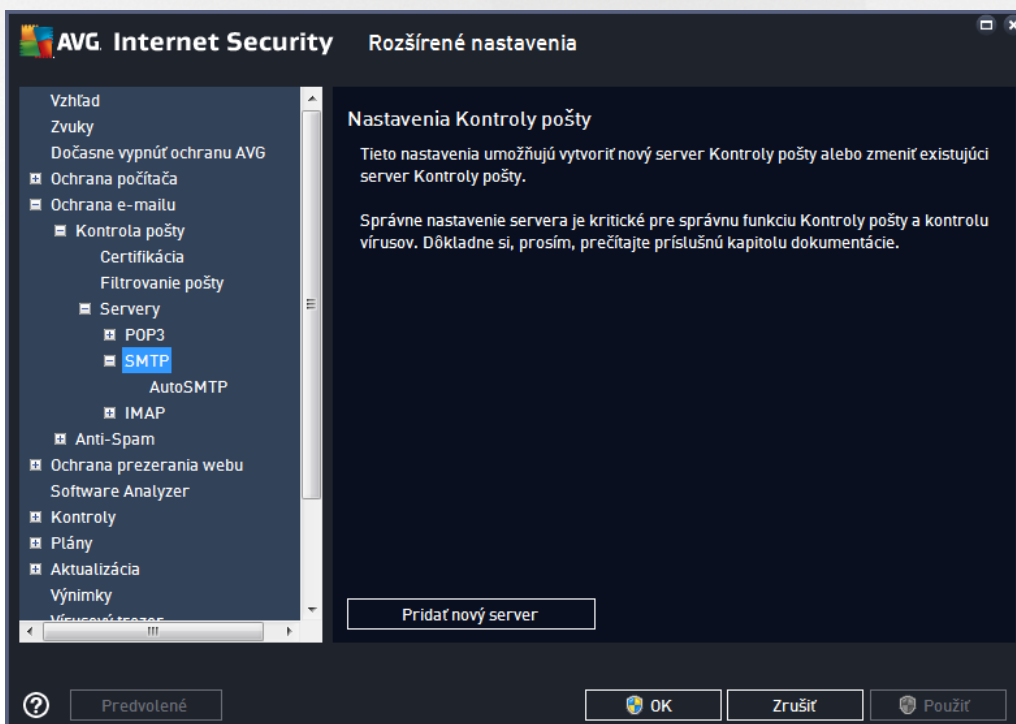 AVG. Internet Security Rozšírené nastavenia
Vzhľad
Zvuky
Dočasne vypnúť ochranu AVG
Ochrana počítača
Ochrana e-mailu
Kontrola pošty
Certifikácia
Filtrovanie pošty
Servery
POP3
SMTP
AutoSMTP
IMAP
Anti-Spam
Ochrana prezerania webu
Software Analyzer
Kontroly
Plány
Aktualizácia
Výnimky
Vírusový trezor
Nastavenia Kontroly pošty
Tieto nastavenia umožňujú vytvoriť nový server Kontroly pošty alebo zmeniť existujúci
server Kontroly pošty.
Správne nastavenie servera je kritické pre správnu funkciu Kontroly pošty a kontrolu
vírusov. Dôkladne si, prosím, prečítajte príslušnú kapitolu dokumentácie.
Pridať nový server
Predvolené
OK
Zrušiť
Použiť